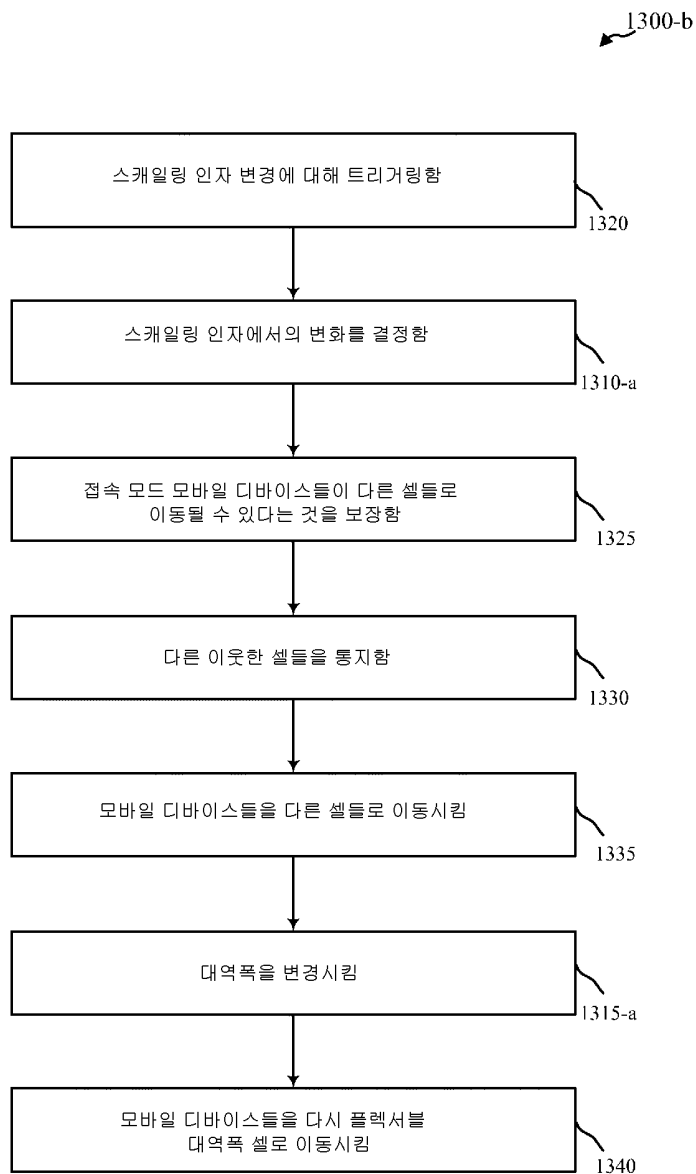 1300-b
스캐일링 인자 변경에 대해 트리거링함
1320
스캐일링 인자에서의 변화를 결정함
1310-a
접속 모드 모바일 디바이스들이 다른 셀들로
이동될 수 있다는 것을 보장함
1325
다른 이웃한 셀들을 통지함
1330
모바일 디바이스들을 다른 셀들로 이동시킴
1335
대역폭을 변경시킴
1315-a
모바일 디바이스들을 다시 플렉서블
대역폭 셀로 이동시킴
1340